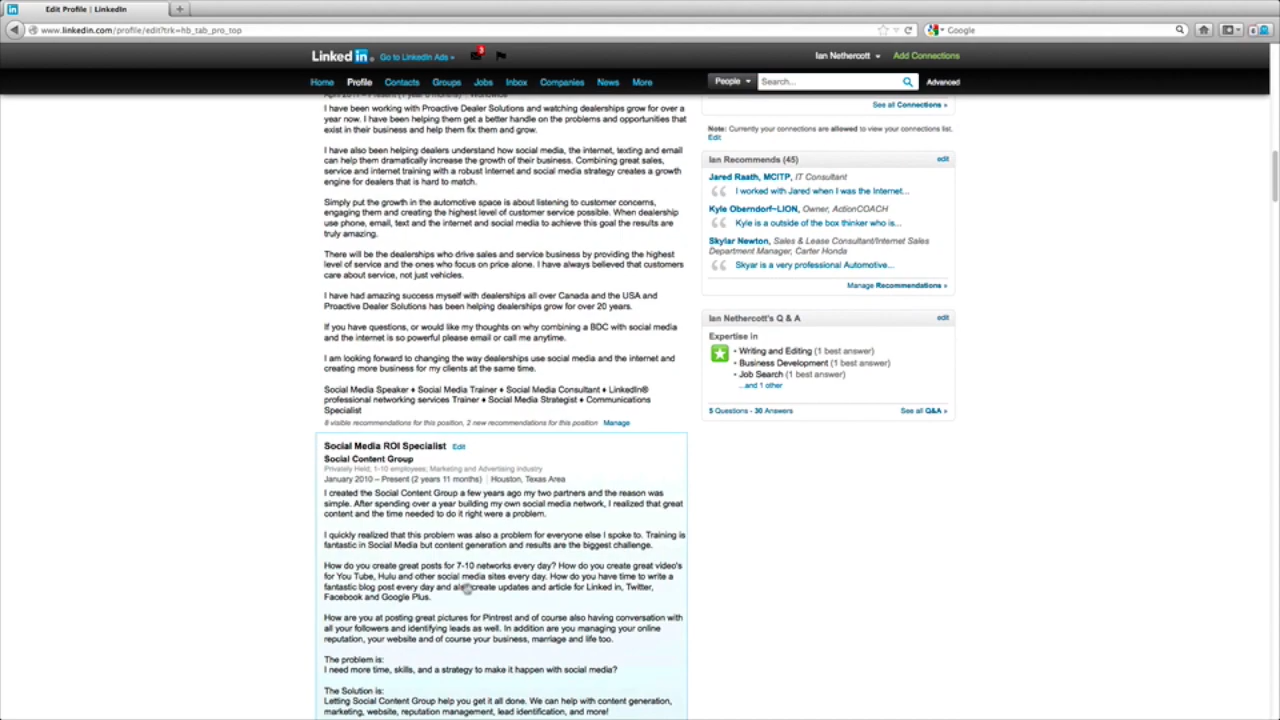 Edit Profile | LinkedIn
www.linkedin.com/profile/edit?trk=hb_tab_pro_top
Google
Linked in
Go to LinkedIn Ads »
3
Ian Nethercott
Add Connections
Home Profile Contacts Groups Jobs Inbox Companies News More
People
Search...
Advanced
I have been working with Proactive Dealer Solutions and watching dealerships grow for over a
year now. I have been helping them get a better handle on the problems and opportunities that
exist in their business and help them fix them and grow.
I have also been helping dealers understand how social media, the internet, texting and email
can help them dramatically increase the growth of their business. Combining great sales,
service and internet training with a robust Internet and social media strategy creates a growth
engine for dealers that is hard to match.
Simply put the growth in the automotive space is about listening to customer concerns,
engaging them and creating the highest level of customer service possible. When dealership
use phone, email, text and the internet and social media to achieve this goal the results are
truly amazing.
There will be the dealerships who drive sales and service business by providing the highest
level of service and the ones who focus on price alone. I have always believed that customers
care about service, not just vehicles.
I have had amazing success myself with dealerships all over Canada and the USA and
Proactive Dealer Solutions has been helping dealerships grow for over 20 years.
If you have questions, or would like my thoughts on why combining a BDC with social media
and the internet is so powerful please email or call me anytime.
I am looking forward to changing the way dealerships use social media and the internet and
creating more business for my clients at the same time.
Social Media Speaker ♦ Social Media Trainer ♦ Social Media Consultant ♦ LinkedIn®
professional networking services Trainer ♦ Social Media Strategist ♦ Communications
Specialist
8 visible recommendations for this position, 2 new recommendations for this position Manage
Social Media ROI Specialist Edit
Social Content Group
Privately Held; 1-10 employees; Marketing and Advertising industry
January 2010 – Present (2 years 11 months) | Houston, Texas Area
I created the Social Content Group a few years ago my two partners and the reason was
simple. After spending over a year building my own social media network, I realized that great
content and the time needed to do it right were a problem.
I quickly realized that this problem was also a problem for everyone else I spoke to. Training is
fantastic in Social Media but content generation and results are the biggest challenge.
How do you create great posts for 7-10 networks every day? How do you create great video's
for You Tube, Hulu and other social media sites every day. How do you have time to write a
fantastic blog post every day and also create updates and article for Linked in, Twitter,
Facebook and Google Plus.
How are you at posting great pictures for Pintrest and of course also having conversation with
all your followers and identifying leads as well. In addition are you managing your online
reputation, your website and of course your business, marriage and life too.
The problem is:
I need more time, skills, and a strategy to make it happen with social media?
The Solution is:
Letting Social Content Group help you get it all done. We can help with content generation,
marketing, website, reputation management, lead identification, and more!
See all Connections »
Note: Currently your connections are allowed to view your connections list.
Edit
Ian Recommends (45) edit
Jared Raath, MCITP, IT Consultant
I worked with Jared when I was the Internet...
Kyle Oberndorf~LION, Owner, ActionCOACH
Kyle is a outside of the box thinker who is...
Skylar Newton, Sales & Lease Consultant/Internet Sales
Department Manager, Carter Honda
Skyar is a very professional Automotive...
Manage Recommendations »
Ian Nethercott's Q & A edit
Expertise in
• Writing and Editing (1 best answer)
• Business Development (1 best answer)
• Job Search (1 best answer)
...and 1 other
5 Questions - 30 Answers
See all Q&A »